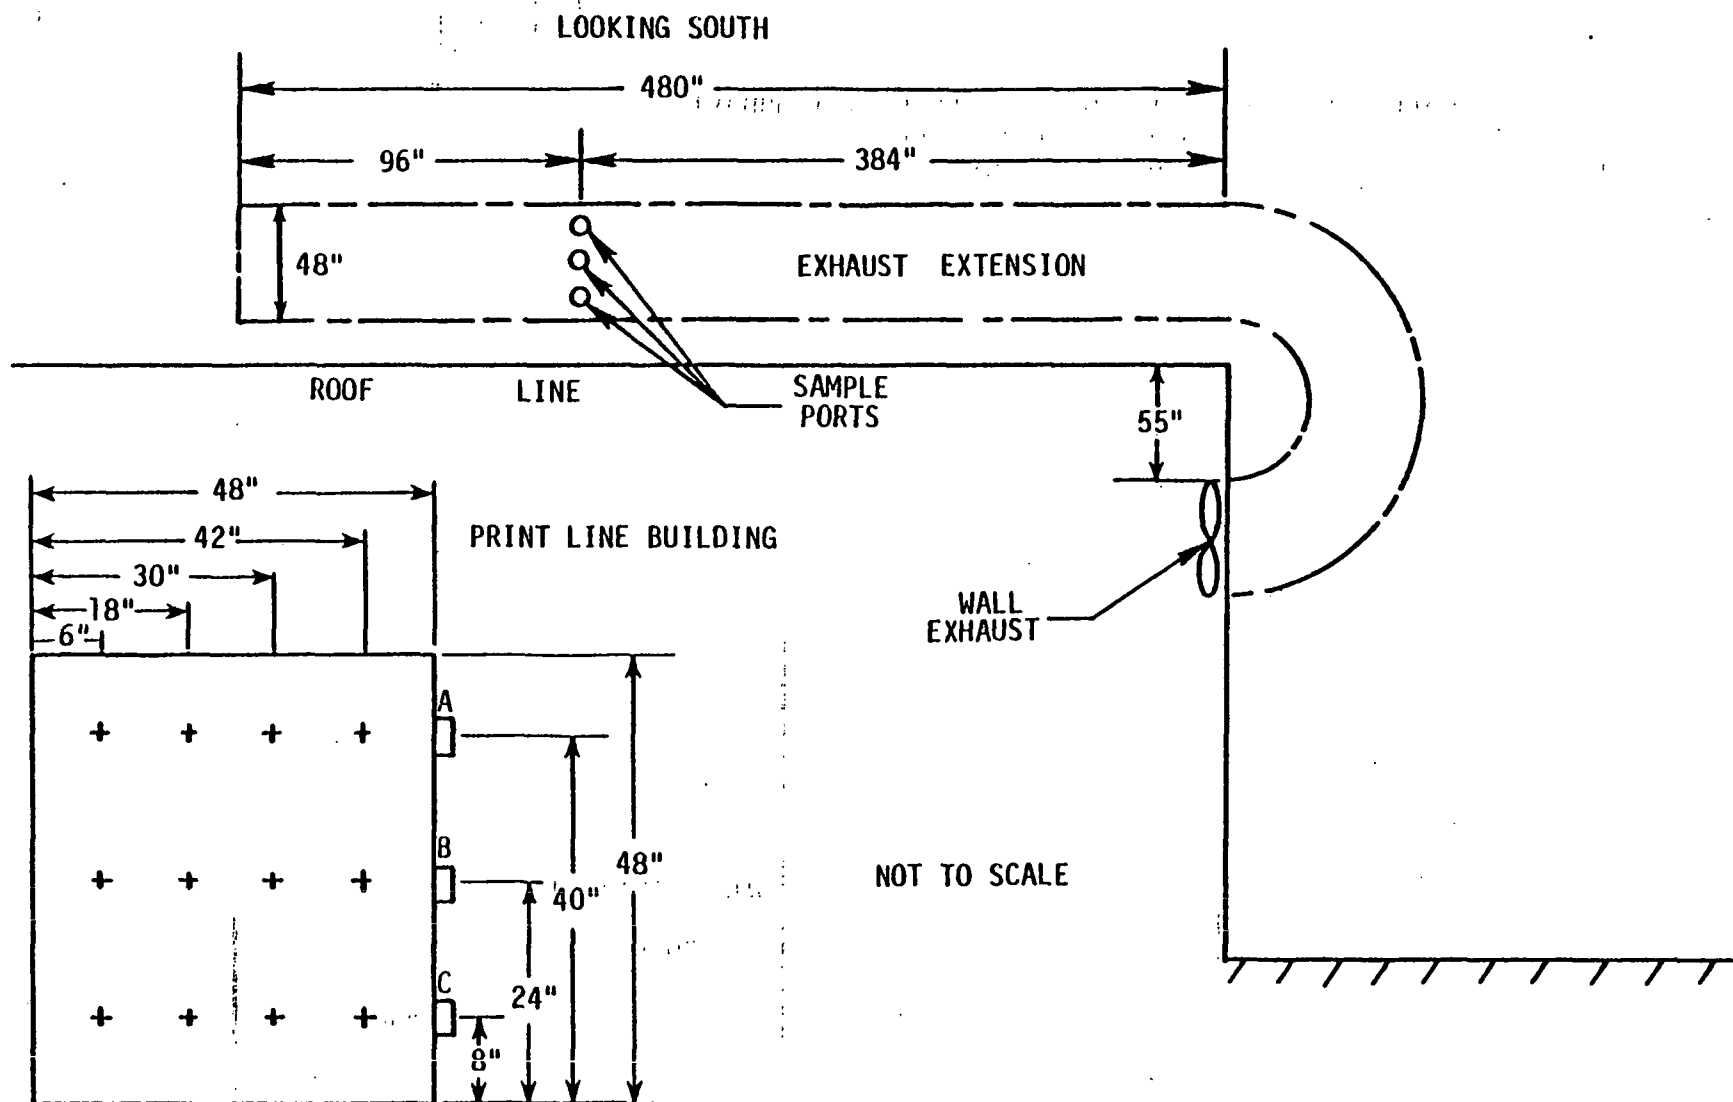 LOOKING SOUTH
480"
96"
384"
48"
EXHAUST EXTENSION
ROOF LINE
SAMPLE
PORTS
55"
48"
42"
PRINT LINE BUILDING
30"
18"
6"
WALL
EXHAUST
A
B
48"
40"
NOT TO SCALE
C
24"
8"